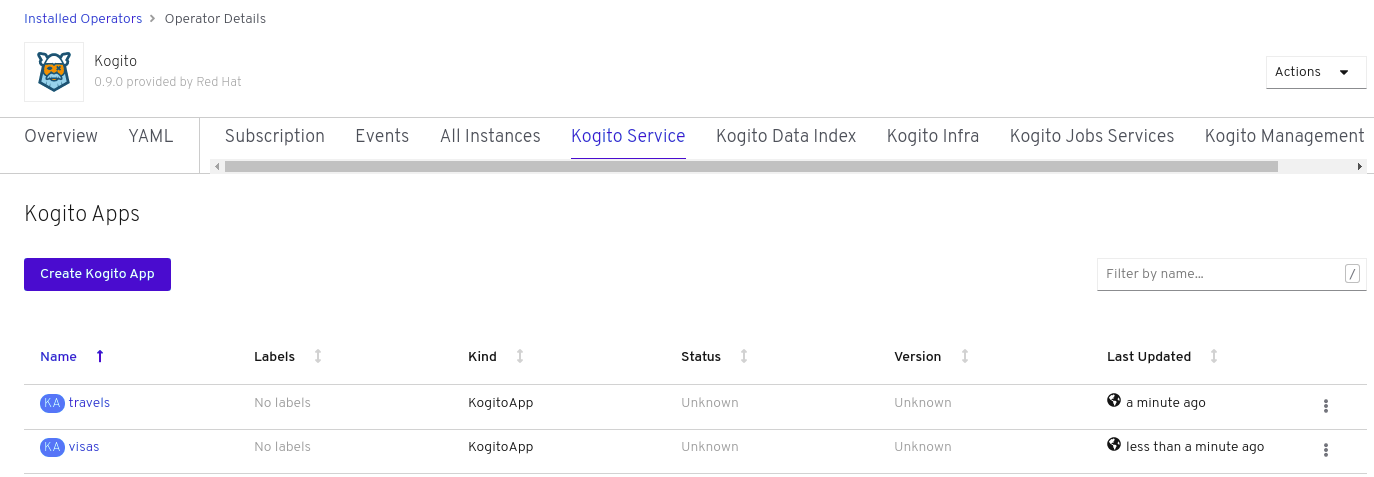 Installed Operators > Operator Details
Kogito
0.9.0 provided by Red Hat
Actions
Overview YAML Subscription Events All Instances Kogito Service Kogito Data Index Kogito Infra Kogito Jobs Services Kogito Management
Kogito Apps
Create Kogito App
Filter by name... /
Name Labels Kind Status Version Last Updated
KA travels No labels KogitoApp Unknown Unknown a minute ago
KA visas No labels KogitoApp Unknown Unknown less than a minute ago